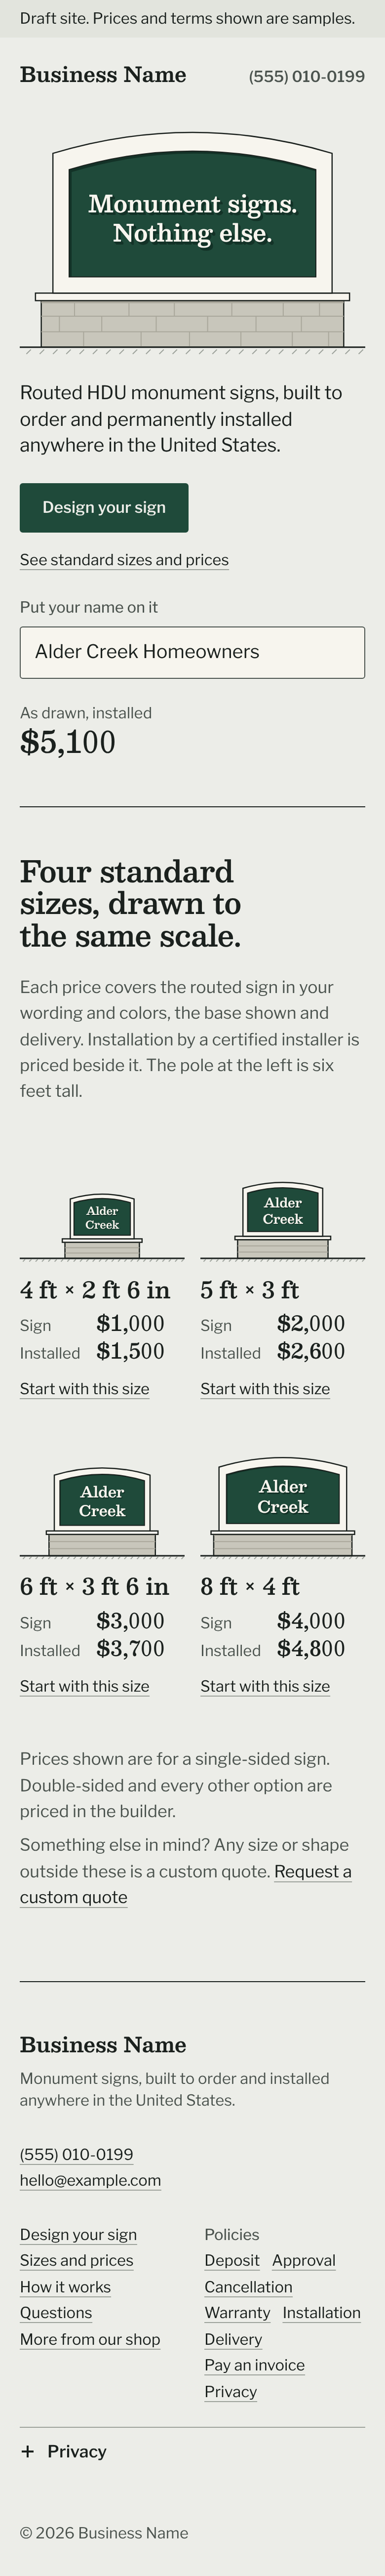 Draft site. Prices and terms shown are samples.
Business Name
(555) 010-0199
Monument signs.
Nothing else.
Routed HDU monument signs, built to
order and permanently installed
anywhere in the United States.
Design your sign
See standard sizes and prices
Put your name on it
Alder Creek Homeowners
As drawn, installed
$5,100
Four standard
sizes, drawn to
the same scale.
Each price covers the routed sign in your
wording and colors, the base shown and
delivery. Installation by a certified installer is
priced beside it. The pole at the left is six
feet tall.
Alder
Creek
4 ft × 2 ft 6 in
Sign $1,000
Installed $1,500
Start with this size
Alder
Creek
5 ft × 3 ft
Sign $2,000
Installed $2,600
Start with this size
Alder
Creek
6 ft × 3 ft 6 in
Sign $3,000
Installed $3,700
Start with this size
Alder
Creek
8 ft × 4 ft
Sign $4,000
Installed $4,800
Start with this size
Prices shown are for a single-sided sign.
Double-sided and every other option are
priced in the builder.
Something else in mind? Any size or shape
outside these is a custom quote. Request a
custom quote
Business Name
Monument signs, built to order and installed
anywhere in the United States.
(555) 010-0199
hello@example.com
Design your sign
Sizes and prices
How it works
Questions
More from our shop
Policies
Deposit Approval
Cancellation
Warranty Installation
Delivery
Pay an invoice
Privacy
+ Privacy
© 2026 Business Name